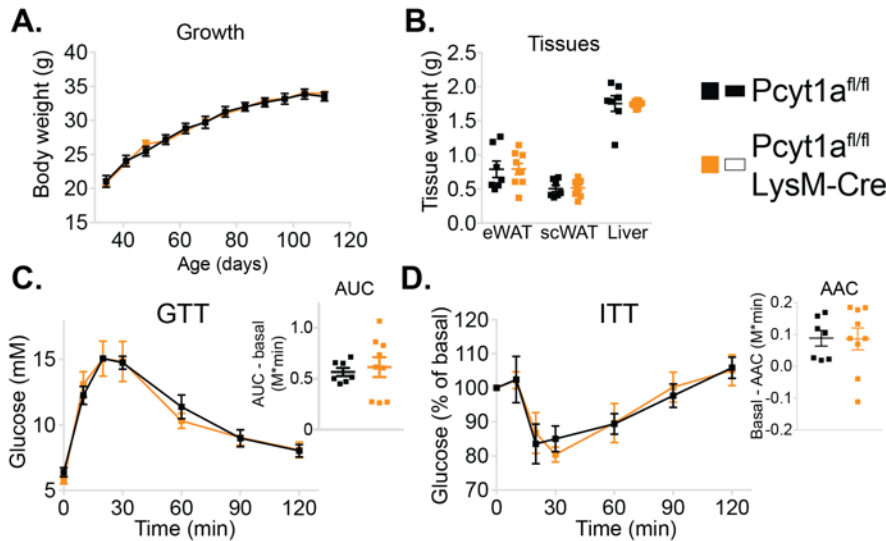 A.
Growth
Body weight (g)
40
35
30
25
20
15
40 60 80 100 120
Age (days)
B.
Tissues
Tissue weight (g)
2.5
2.0
1.5
1.0
0.5
0.0
eWAT scWAT Liver
Pcyt1a^fl/fl
Pcyt1a^fl/fl
LysM-Cre
C.
GTT
Glucose (mM)
20
15
10
5
0 30 60 90 120
Time (min)
AUC
AUC - basal
(M*min)
1.0
0.5
0
D.
ITT
Glucose (% of basal)
120
110
100
90
80
70
0 30 60 90 120
Time (min)
AAC
Basal - AAC (M*min)
0.2
0.1
0.0
-0.1
-0.2